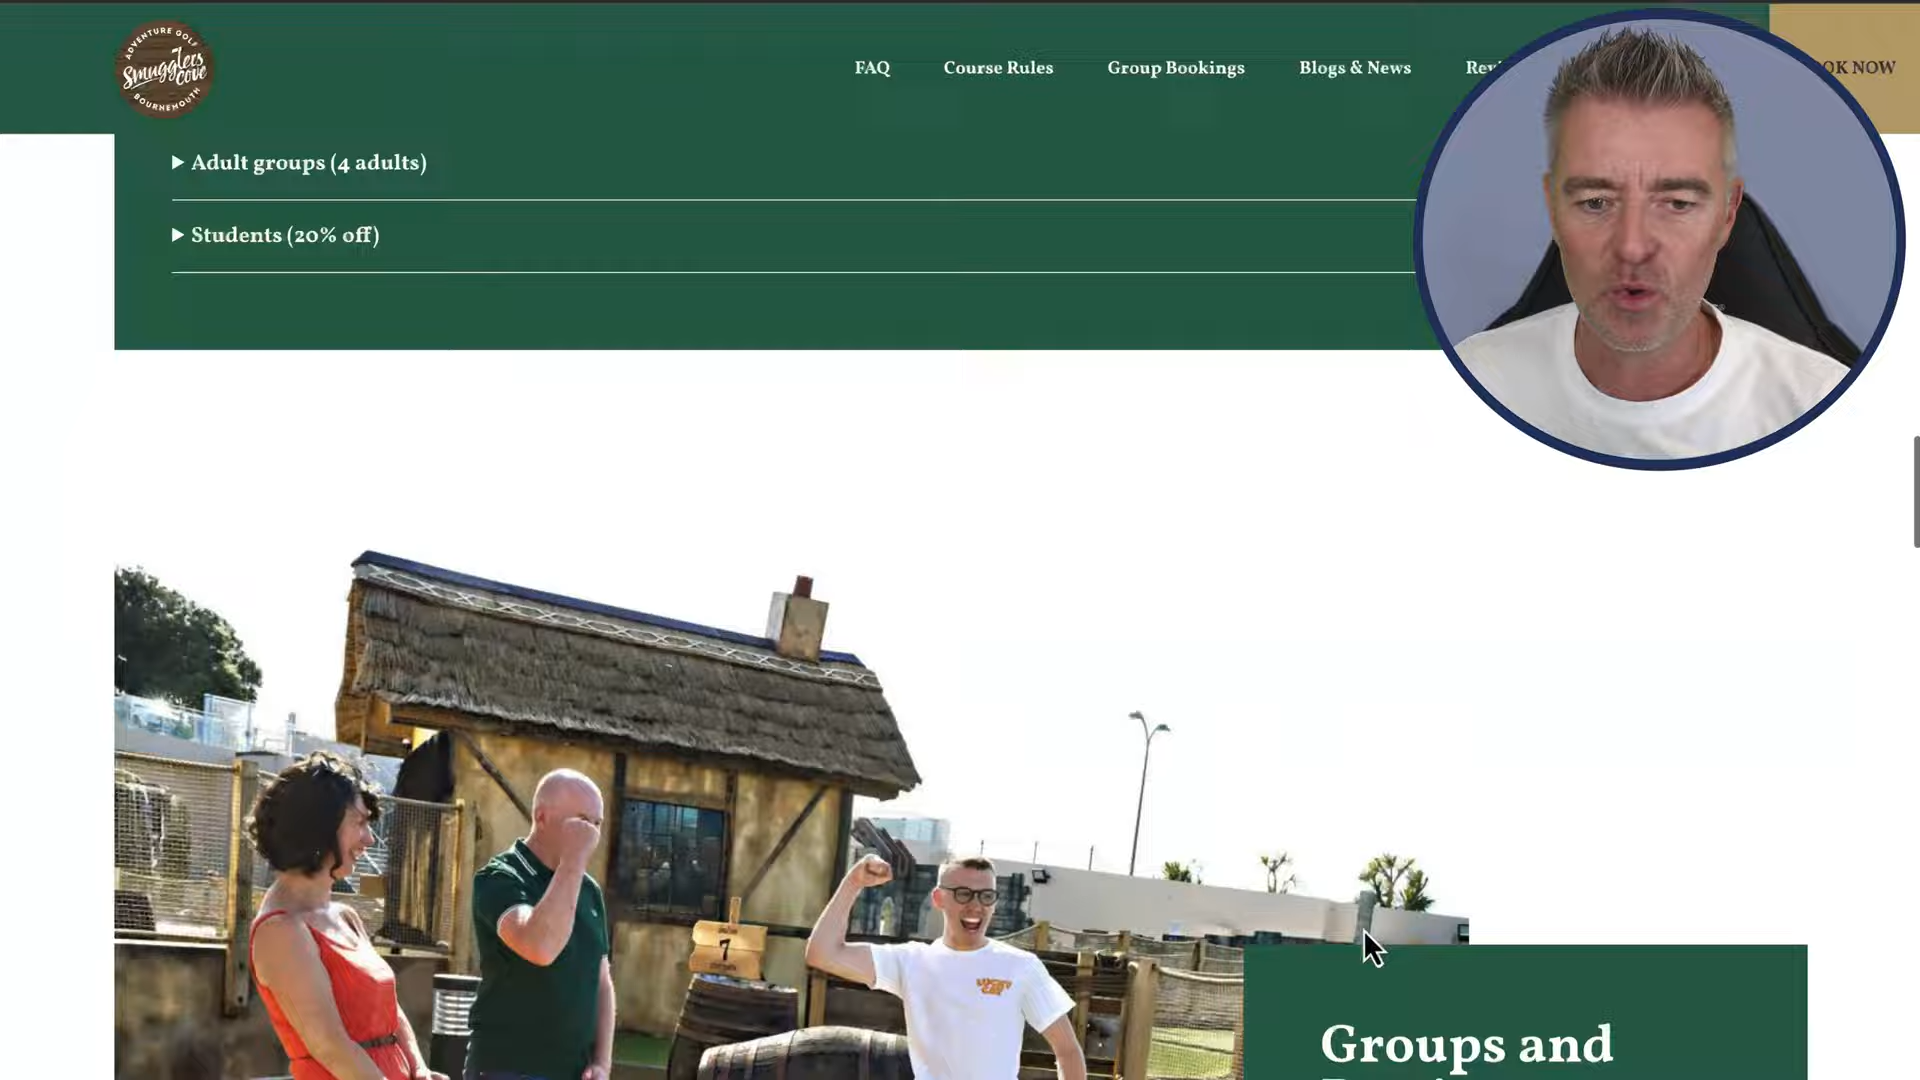 ADVENTURE GOLF
Smugglers
Cove
BOURNEMOUTH
FAQ
Course Rules
Group Bookings
Blogs & News
BOOK NOW
Adult groups (4 adults)
Students (20% off)
7
Groups and